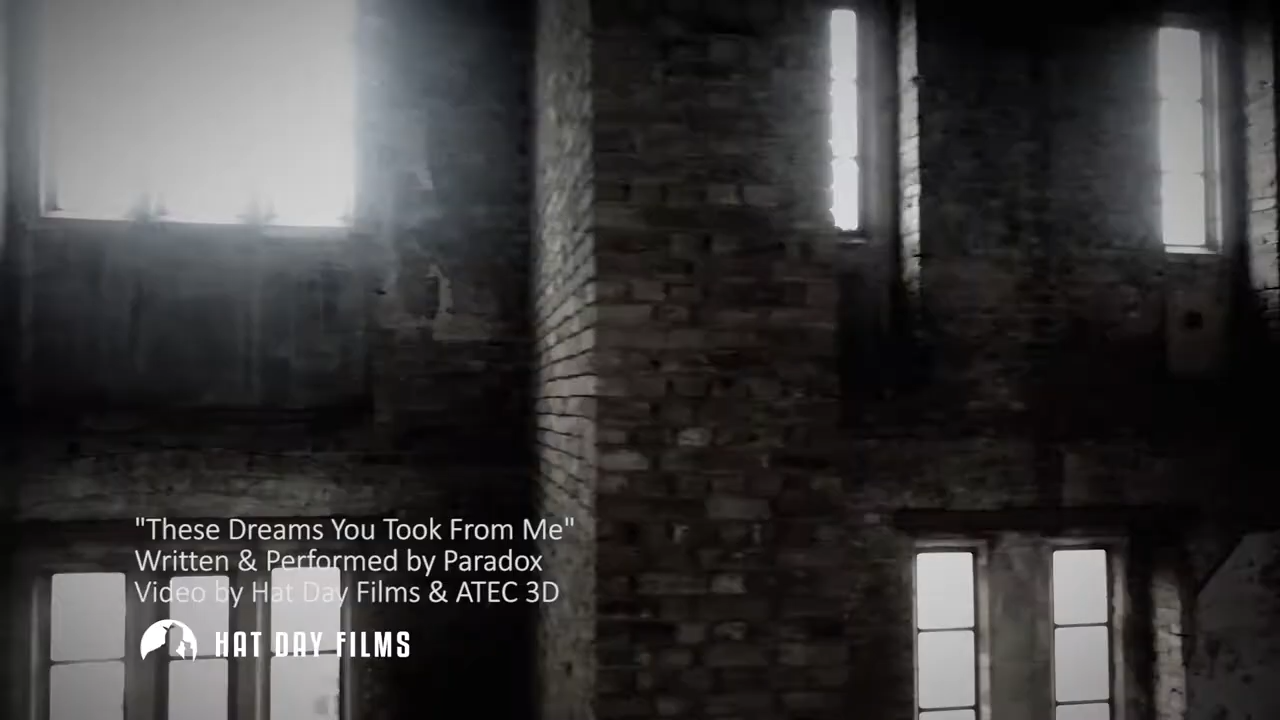 "These Dreams You Took From Me"
Written & Performed by Paradox
Video by Hat Day Films & ATEC 3D
HAT DAY FILMS